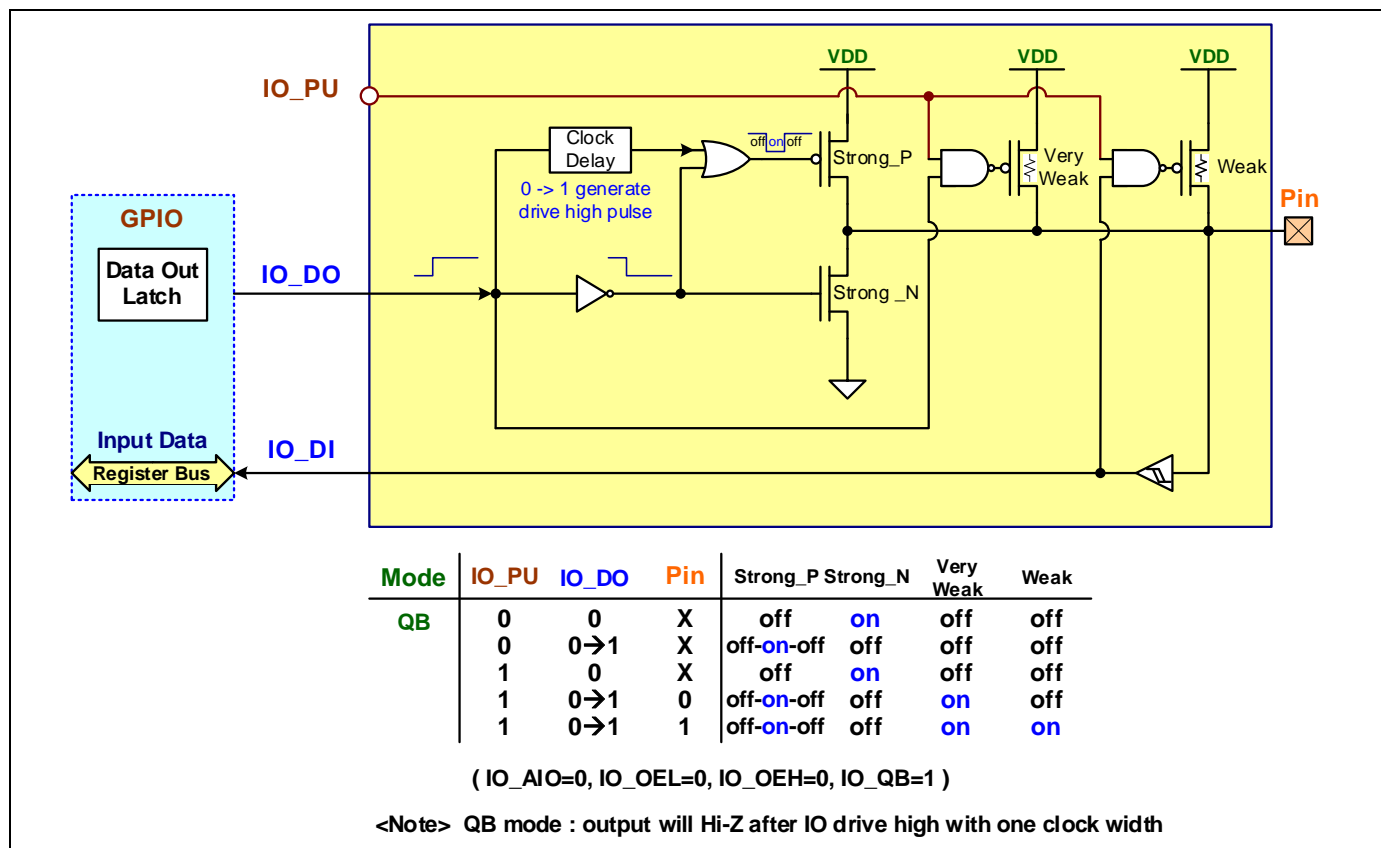 VDD
VDD
VDD
IO_PU
Clock
Delay
off on off
Strong_P
Very
Weak
Weak
0 -> 1 generate
drive high pulse
Pin
GPIO
Data Out
Latch
IO_DO
Strong _N
Input Data
IO_DI
Register Bus
Mode IO_PU IO_DO Pin Strong_P Strong_N Very Weak Weak
QB 0 0 X off on off off
0 0→1 X off-on-off off off off
1 0 X off on off off
1 0→1 0 off-on-off off on off
1 0→1 1 off-on-off off on on
( IO_AIO=0, IO_OEL=0, IO_OEH=0, IO_QB=1 )
<Note> QB mode : output will Hi-Z after IO drive high with one clock width